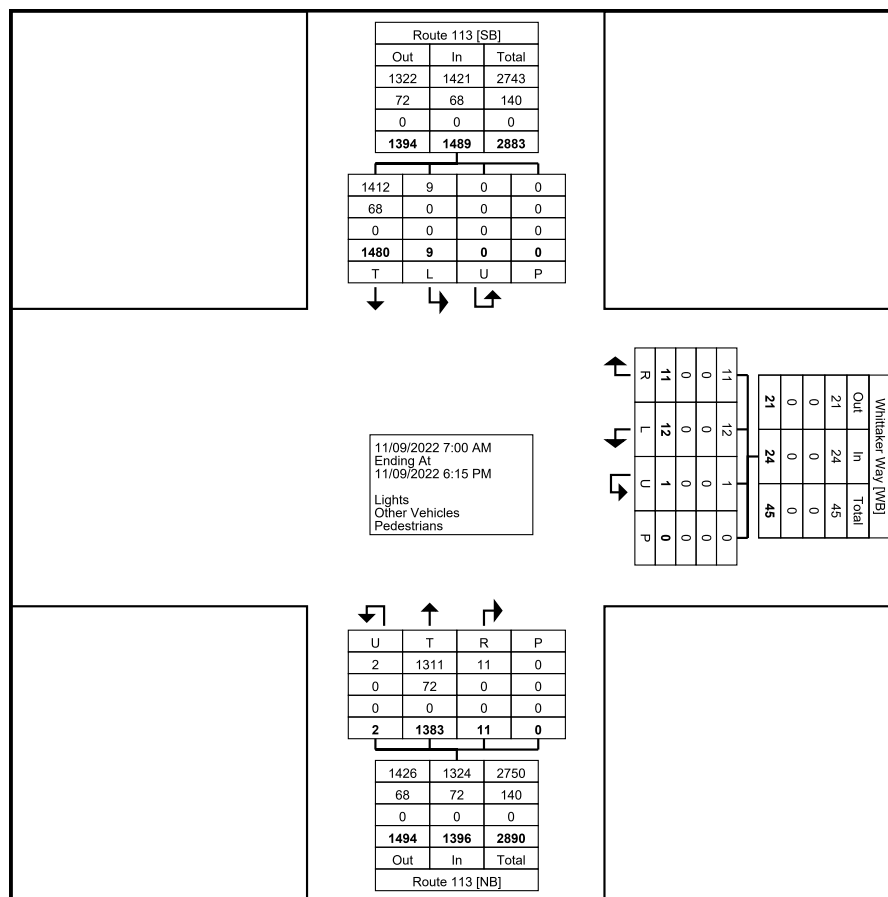 Route 113 [SB]
Out In Total
1322 1421 2743
72 68 140
0 0 0
1394 1489 2883
1412 9 0 0
68 0 0 0
0 0 0 0
1480 9 0 0
T L U P
Whittaker Way [WB]
Out In Total
21 24 45
0 0 0
0 0 0
21 24 45
11 12 1 0
0 0 0 0
0 0 0 0
11 12 1 0
R L U P
11/09/2022 7:00 AM
Ending At
11/09/2022 6:15 PM
Lights
Other Vehicles
Pedestrians
U T R P
2 1311 11 0
0 72 0 0
0 0 0 0
2 1383 11 0
1426 1324 2750
68 72 140
0 0 0
1494 1396 2890
Out In Total
Route 113 [NB]